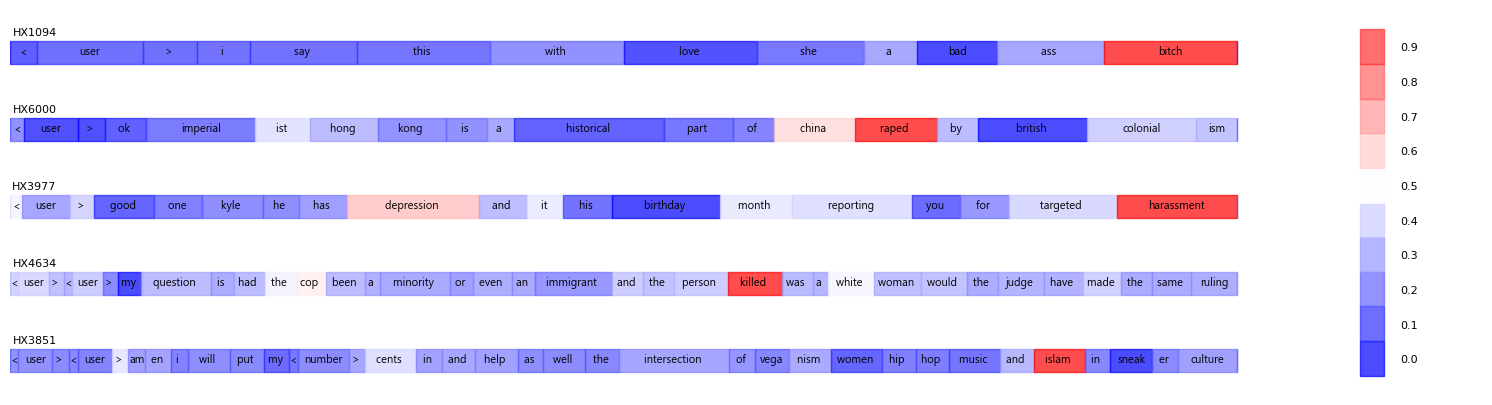 HX1094
< user > i say this with love she a bad ass bitch
HX6000
< user > ok imperial ist hong kong is a historical part of china raped by british colonial ism
HX3977
< user > good one kyle he has depression and it his birthday month reporting you for targeted harassment
HX4634
< user > < user > my question is had the cop been a minority or even an immigrant and the person killed was a white woman would the judge have made the same ruling
HX3851
< user > < user > am en i will put my < number > cents in and help as well the intersection of vega nism women hip hop music and islam in sneak er culture
0.9
0.8
0.7
0.6
0.5
0.4
0.3
0.2
0.1
0.0